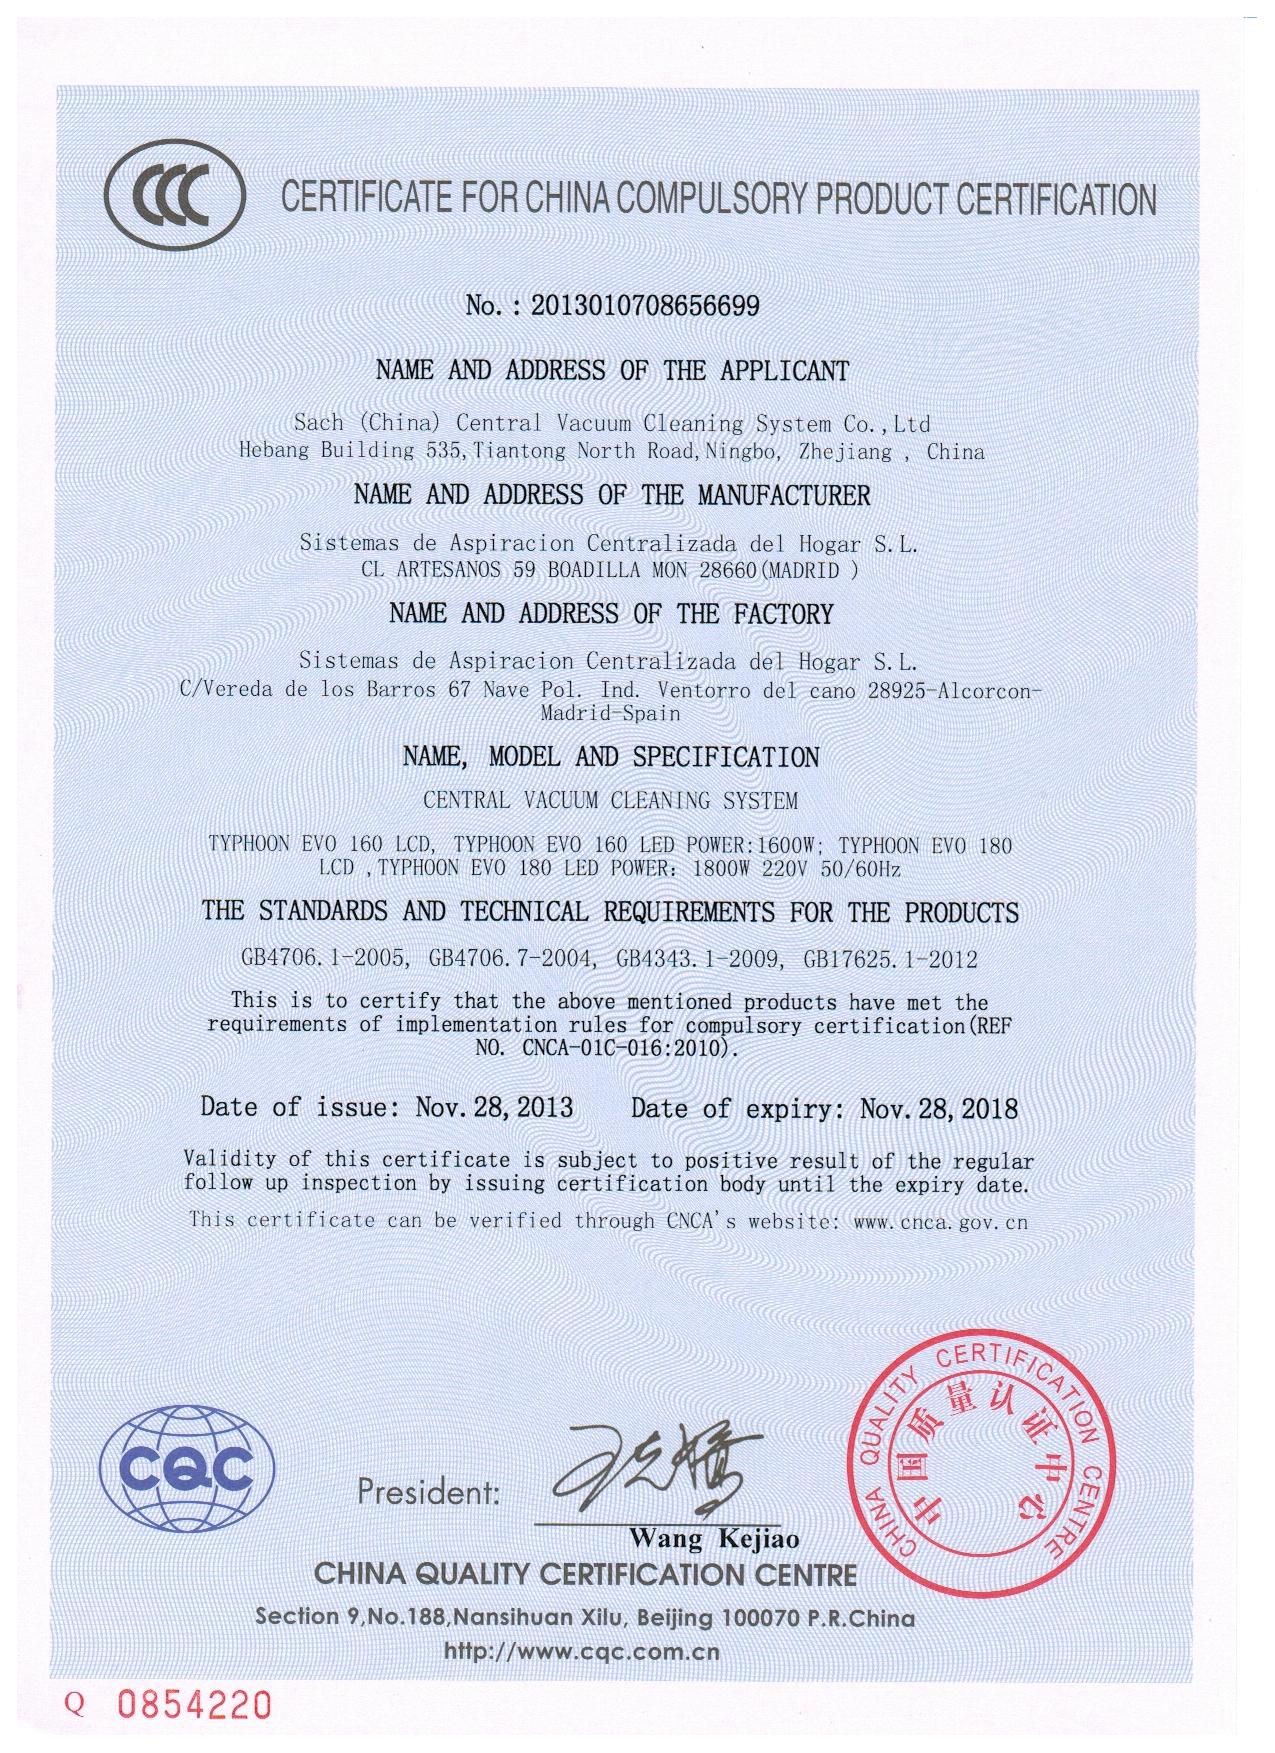 CCC
CERTIFICATE FOR CHINA COMPULSORY PRODUCT CERTIFICATION
No.: 2013010708656699
NAME AND ADDRESS OF THE APPLICANT
Sach (China) Central Vacuum Cleaning System Co.,Ltd
Hebang Building 535,Tiantong North Road,Ningbo, Zhejiang , China
NAME AND ADDRESS OF THE MANUFACTURER
Sistemas de Aspiracion Centralizada del Hogar S.L.
CL ARTESANOS 59 BOADILLA MON 28660(MADRID )
NAME AND ADDRESS OF THE FACTORY
Sistemas de Aspiracion Centralizada del Hogar S.L.
C/Vereda de los Barros 67 Nave Pol. Ind. Ventorro del cano 28925-Alcorcon-
Madrid-Spain
NAME, MODEL AND SPECIFICATION
CENTRAL VACUUM CLEANING SYSTEM
TYPHOON EVO 160 LCD, TYPHOON EVO 160 LED POWER:1600W; TYPHOON EVO 180
LCD ,TYPHOON EVO 180 LED POWER: 1800W 220V 50/60Hz
THE STANDARDS AND TECHNICAL REQUIREMENTS FOR THE PRODUCTS
GB4706.1-2005, GB4706.7-2004, GB4343.1-2009, GB17625.1-2012
This is to certify that the above mentioned products have met the
requirements of implementation rules for compulsory certification(REF
NO. CNCA-01C-016:2010).
Date of issue: Nov.28,2013 Date of expiry: Nov.28,2018
Validity of this certificate is subject to positive result of the regular
follow up inspection by issuing certification body until the expiry date.
This certificate can be verified through CNCA's website: www.cnca.gov.cn
CHINA QUALITY CERTIFICATION CENTRE
中国质量认证中心
CQC
President:
Wang Kejiao
CHINA QUALITY CERTIFICATION CENTRE
Section 9,No.188,Nansihuan Xilu, Beijing 100070 P.R.China
http://www.cqc.com.cn
Q 0854220